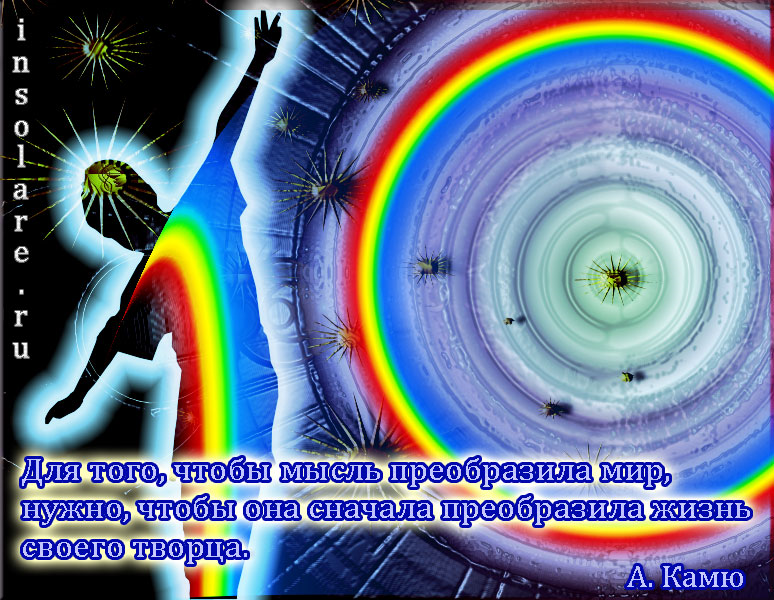 insolare.ru
Для того, чтобы мысль преобразила мир,
нужно, чтобы она сначала преобразила жизнь
своего творца.
А. Камю